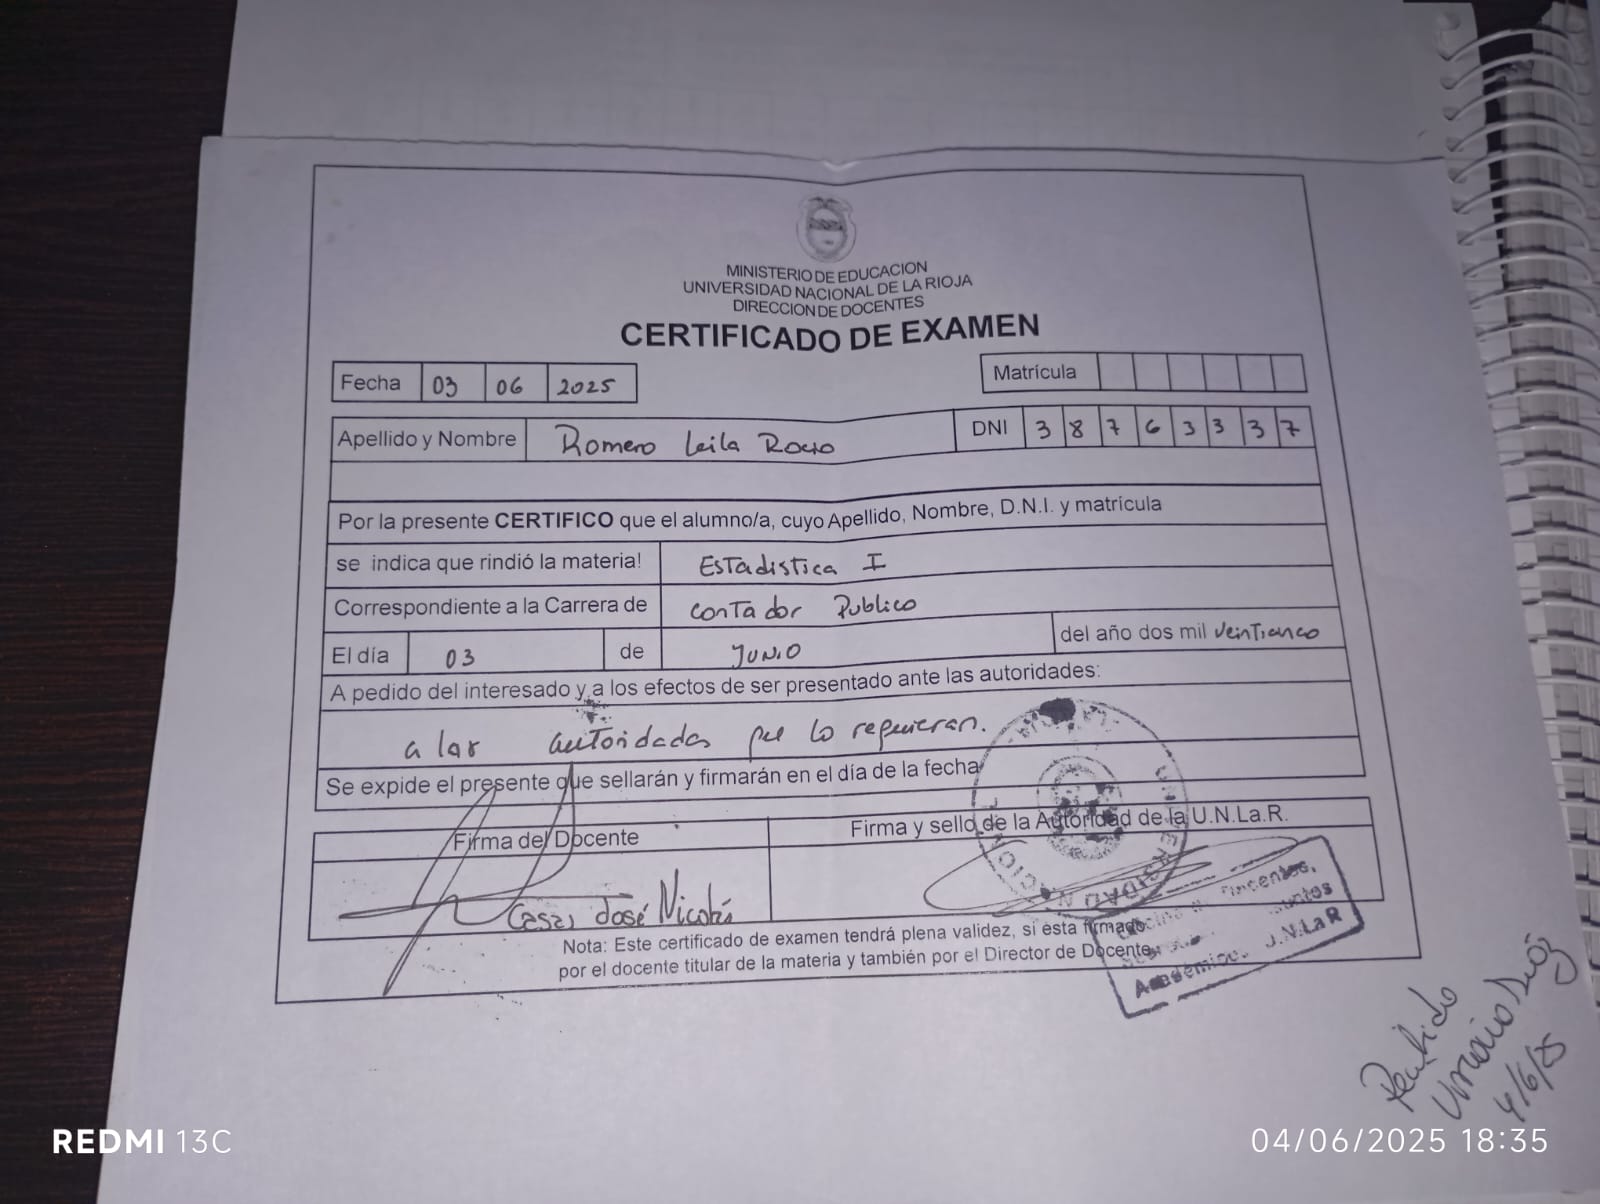 MINISTERIO DE EDUCACION
UNIVERSIDAD NACIONAL DE LA RIOJA
DIRECCION DE DOCENTES
CERTIFICADO DE EXAMEN
Fecha 03 06 2025
Matrícula
Apellido y Nombre Romero Leila Rocio
DNI 3 8 7 6 3 3 3 7
Por la presente CERTIFICO que el alumno/a, cuyo Apellido, Nombre, D.N.I. y matrícula
se indica que rindió la materia! Estadistica I
Correspondiente a la Carrera de Contador Publico
El día 03 de JUNIO del año dos mil veinticinco
A pedido del interesado y a los efectos de ser presentado ante las autoridades:
a las autoridades que lo requieran.
Se expide el presente que sellarán y firmarán en el día de la fecha
Firma del Docente
Firma y sello de la Autoridad de la U.N.La.R.
UNIVERSIDAD NACIONAL
Casas José Nicolás
Académicos U.N.La R
Nota: Este certificado de examen tendrá plena validez, si esta firmado
por el docente titular de la materia y también por el Director de Docente
Recibido
4/6/25
REDMI 13C
04/06/2025 18:35